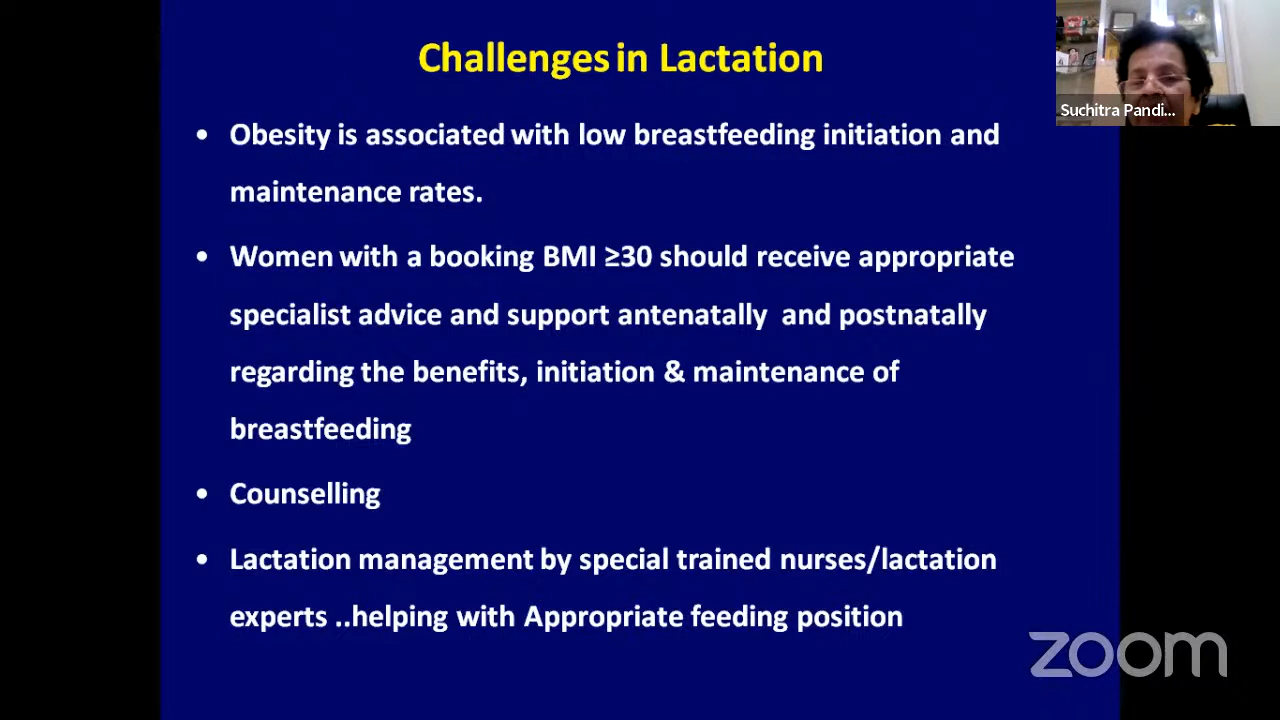 Challenges in Lactation
Suchitra Pandi...
• Obesity is associated with low breastfeeding initiation and
maintenance rates.
• Women with a booking BMI ≥30 should receive appropriate
specialist advice and support antenatally and postnatally
regarding the benefits, initiation & maintenance of
breastfeeding
• Counselling
• Lactation management by special trained nurses/lactation
experts ..helping with Appropriate feeding position
zoom